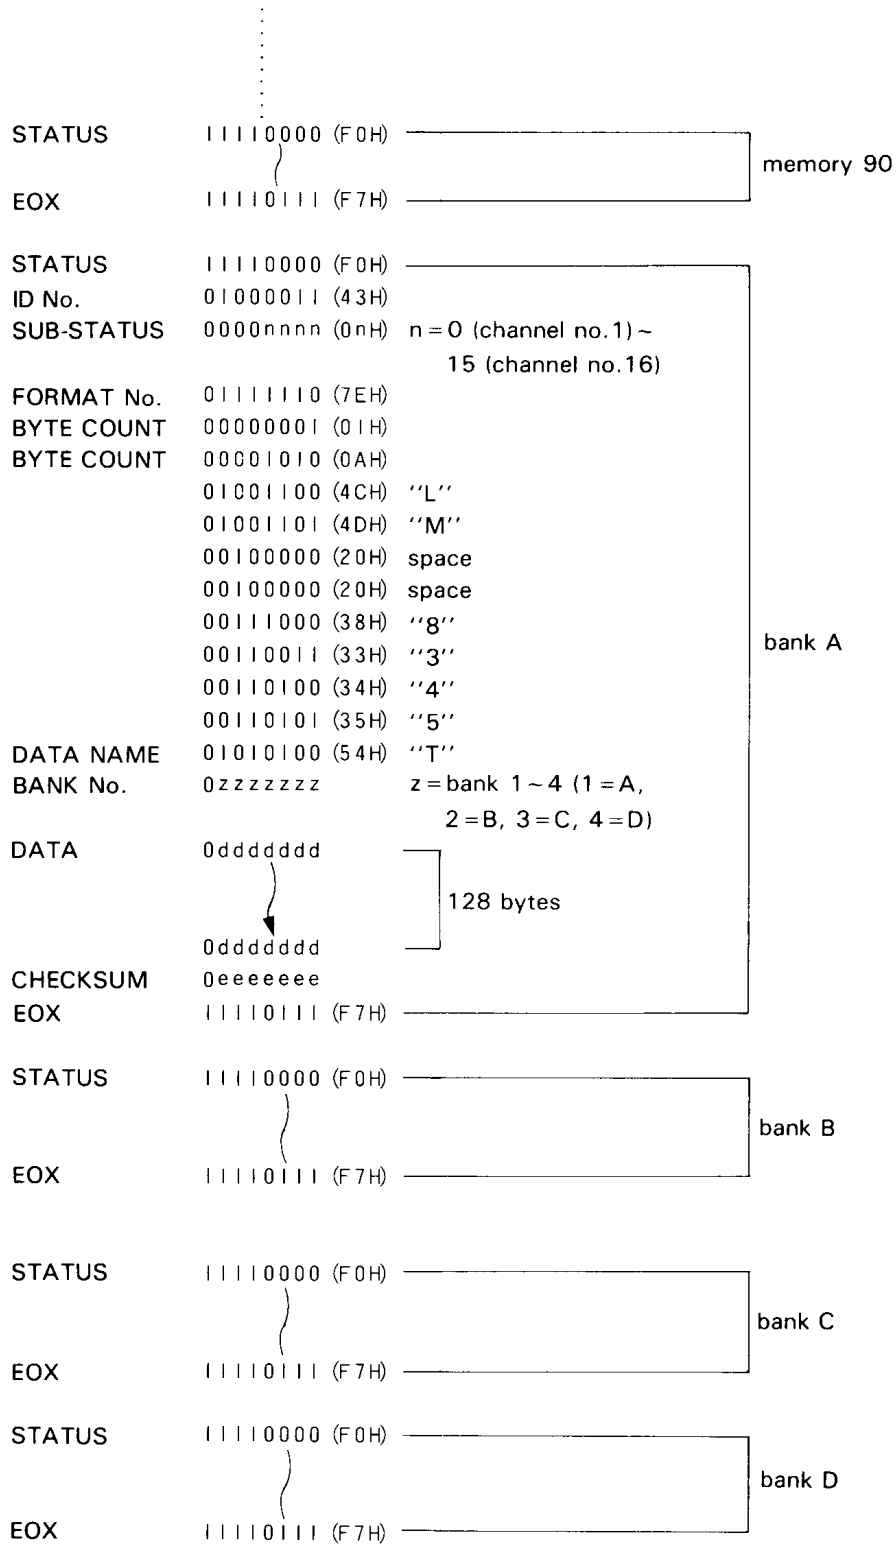 STATUS 11110000 (F0H)
memory 90
EOX 11110111 (F7H)
STATUS 11110000 (F0H)
ID No. 01000011 (43H)
SUB-STATUS 0000nnnn (0nH) n=0 (channel no.1)~
15 (channel no.16)
FORMAT No. 01111110 (7EH)
BYTE COUNT 00000001 (01H)
BYTE COUNT 00001010 (0AH)
01001100 (4CH) "L"
01001101 (4DH) "M"
00100000 (20H) space
00100000 (20H) space
00111000 (38H) "8"
bank A
00110011 (33H) "3"
00110100 (34H) "4"
00110101 (35H) "5"
DATA NAME 01010100 (54H) "T"
BANK No. 0zzzzzzz z=bank 1~4 (1=A,
2=B, 3=C, 4=D)
DATA 0ddddddd
128 bytes
0ddddddd
CHECKSUM 0eeeeeee
EOX 11110111 (F7H)
STATUS 11110000 (F0H)
bank B
EOX 11110111 (F7H)
STATUS 11110000 (F0H)
bank C
EOX 11110111 (F7H)
STATUS 11110000 (F0H)
bank D
EOX 11110111 (F7H)